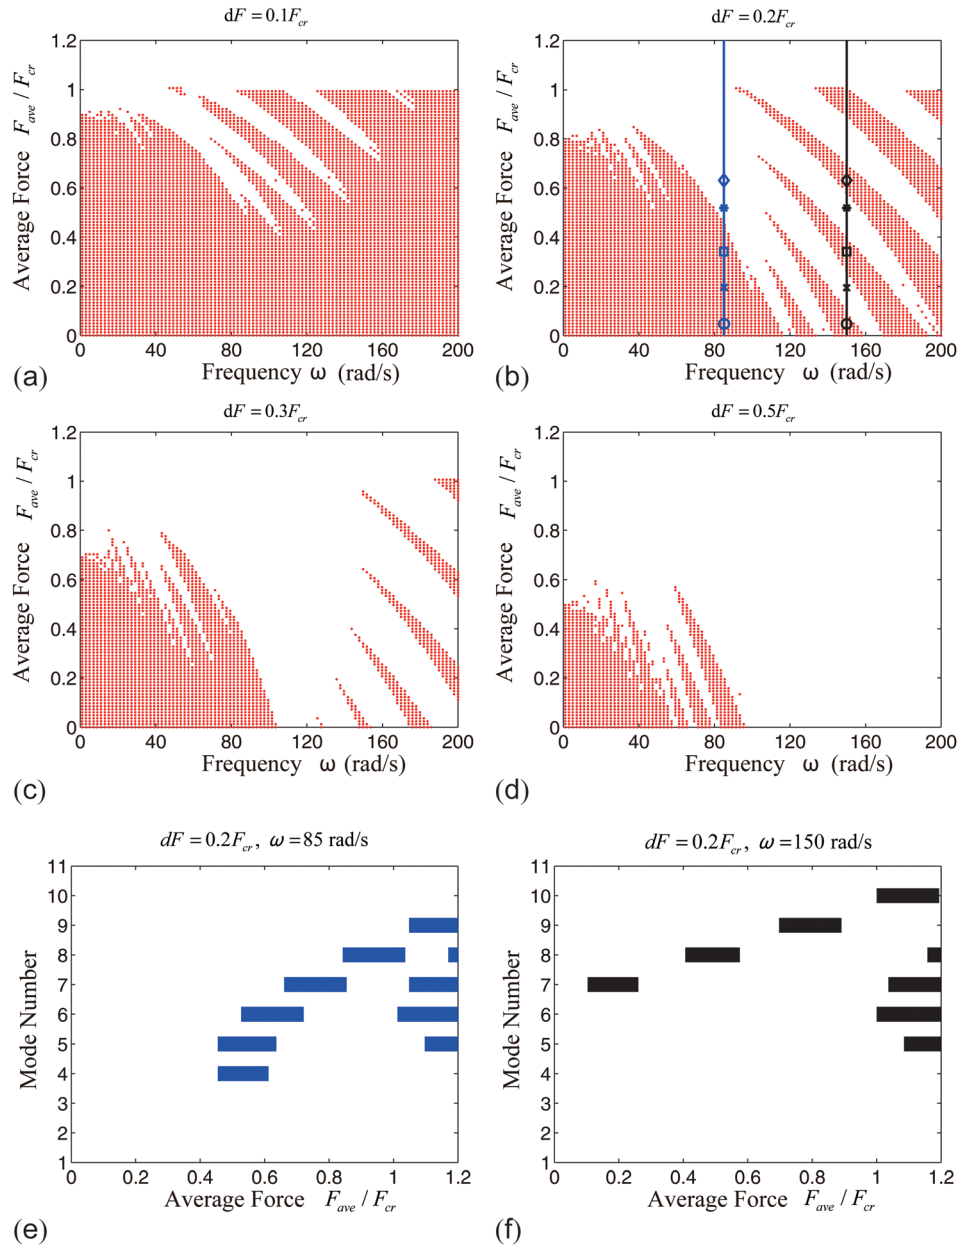 dF = 0.1F_cr
dF = 0.2F_cr
1.2
1
0.8
0.6
0.4
0.2
0
Average Force F_ave / F_cr
0 40 80 120 160 200
(a) Frequency ω (rad/s)
1.2
1
0.8
0.6
0.4
0.2
0
Average Force F_ave / F_cr
0 40 80 120 160 200
(b) Frequency ω (rad/s)
dF = 0.3F_cr
dF = 0.5F_cr
1.2
1
0.8
0.6
0.4
0.2
0
Average Force F_ave / F_cr
0 40 80 120 160 200
(c) Frequency ω (rad/s)
1.2
1
0.8
0.6
0.4
0.2
0
Average Force F_ave / F_cr
0 40 80 120 160 200
(d) Frequency ω (rad/s)
dF = 0.2F_cr, ω = 85 rad/s
dF = 0.2F_cr, ω = 150 rad/s
11
10
9
8
7
6
5
4
3
2
1
Mode Number
0 0.2 0.4 0.6 0.8 1 1.2
(e) Average Force F_ave / F_cr
11
10
9
8
7
6
5
4
3
2
1
Mode Number
0 0.2 0.4 0.6 0.8 1 1.2
(f) Average Force F_ave / F_cr